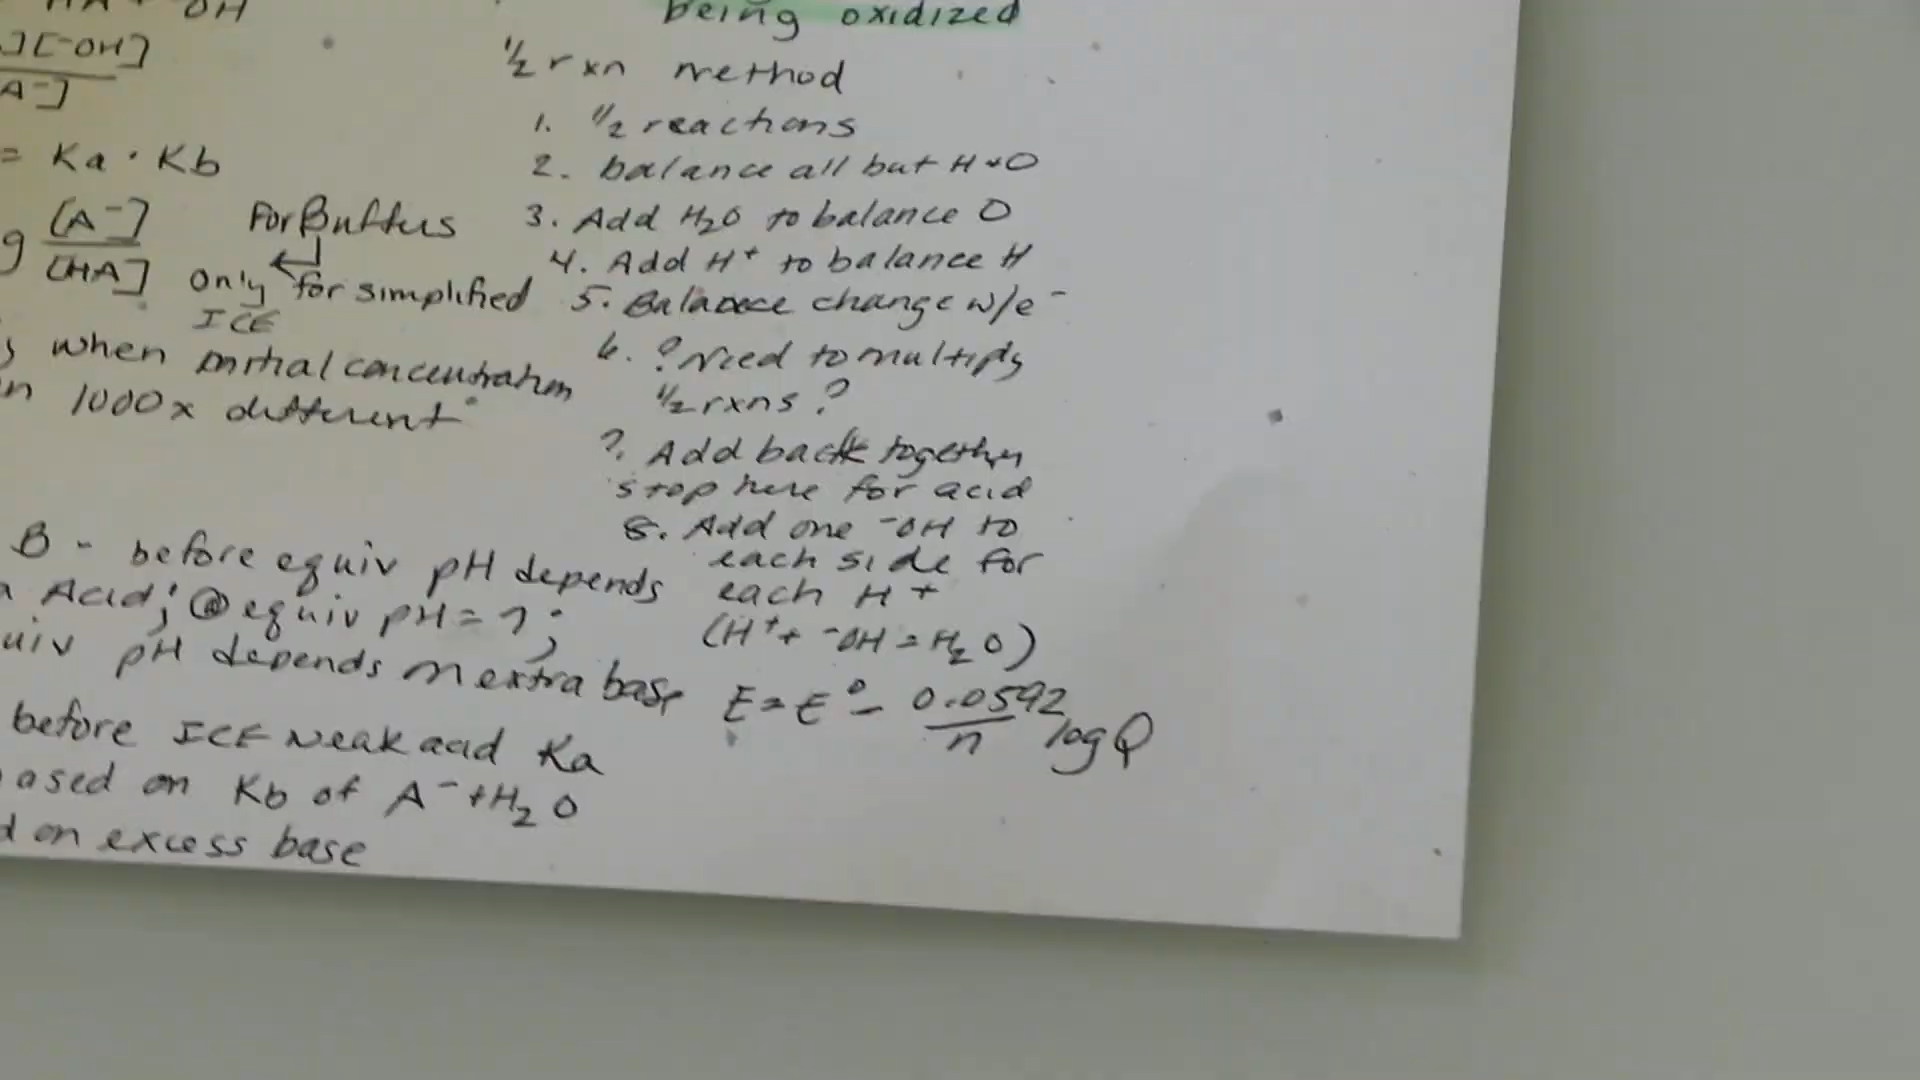 HA + OH
][⁻OH]
A⁻]
= Ka · Kb
g [A⁻]
[HA]
For Buffers
only for simplified
ICE
when initial concentration
n 1000x different
B - before equiv pH depends
Acid; @ equiv pH = 7;
uiv pH depends on extra base
before ICE weak acid Ka
ased on Kb of A⁻ + H₂O
d on excess base
being oxidized
½ rxn method
1. ½ reactions
2. balance all but H + O
3. Add H₂O to balance O
4. Add H⁺ to balance H
5. Balance change w/e⁻
6. ? Need to multiply
½ rxns ?
7. Add back together
stop here for acid
8. Add one ⁻OH to
each side for
each H⁺
(H⁺ + ⁻OH = H₂O)
E = E° - 0.0592/n log Q